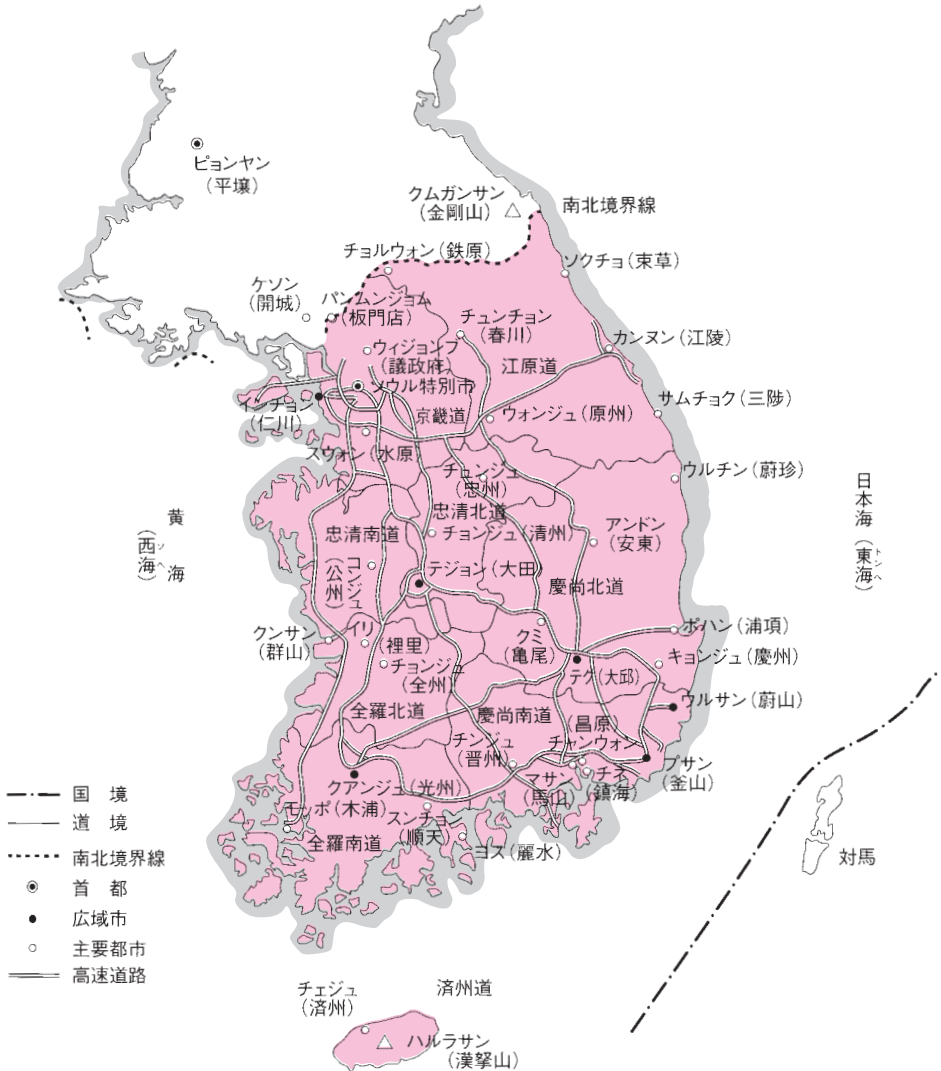 ピョンヤン
(平壌)
クムガンサン
(金剛山)
南北境界線
チョルウォン(鉄原)
ソクチョ(束草)
ケソン
(開城)
パンムンジョム
(板門店)
チュンチョン
(春川)
カンヌン(江陵)
ウィジョンブ
(議政府)
江原道
ソウル特別市
サムチョク(三陟)
インチョン
(仁川)
京畿道
ウォンジュ(原州)
スウォン(水原)
チュンジュ
(忠州)
ウルチン(蔚珍)
日本海(東海)
トンヘ
黄海
(西海)
ソヘ
忠清北道
忠清南道
チョンジュ(清州)
アンドン
(安東)
コンジュ
(公州)
テジョン(大田)
慶尚北道
クンサン
(群山)
イリ
(裡里)
クミ
(亀尾)
ポハン(浦項)
チョンジュ
(全州)
テグ(大邱)
キョンジュ(慶州)
ウルサン(蔚山)
全羅北道
慶尚南道
(昌原)
チャンウォン
チンジュ
(晋州)
プサン
(釜山)
マサン
(馬山)
チネ
(鎮海)
クアンジュ(光州)
モッポ(木浦)
スンチョン
(順天)
全羅南道
ヨス(麗水)
対馬
国 境
道 境
南北境界線
首 都
広域市
主要都市
高速道路
チェジュ
(済州)
済州道
ハルラサン
(漢拏山)